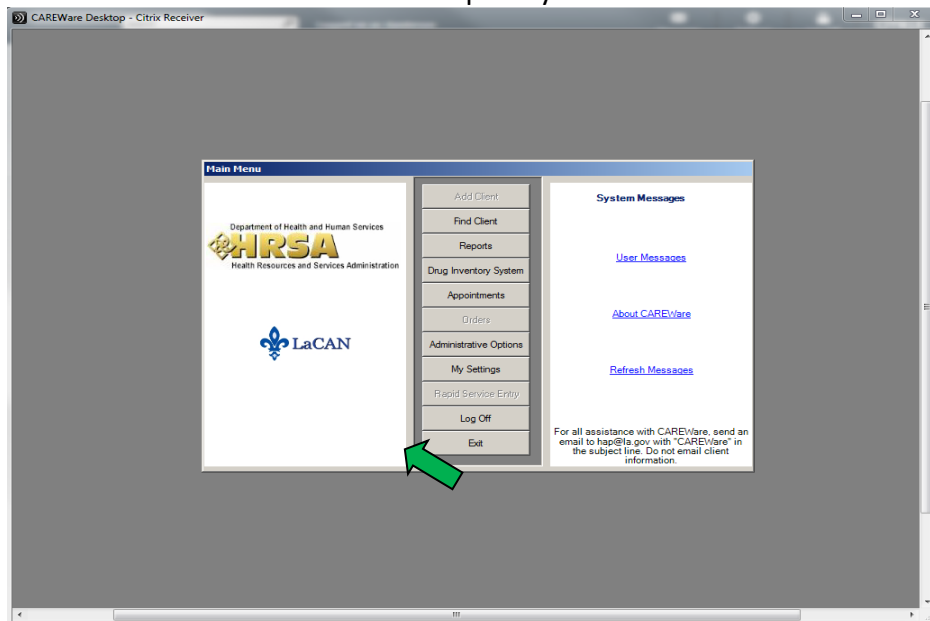 CAREWare Desktop - Citrix Receiver
Main Menu
Department of Health and Human Services
HRSA
Health Resources and Services Administration
LaCAN
Add Client
Find Client
Reports
Drug Inventory System
Appointments
Orders
Administrative Options
My Settings
Rapid Service Entry
Log Off
Exit
System Messages
User Messages
About CAREWare
Refresh Messages
For all assistance with CAREWare, send an
email to hap@la.gov with "CAREWare" in
the subject line. Do not email client
information.